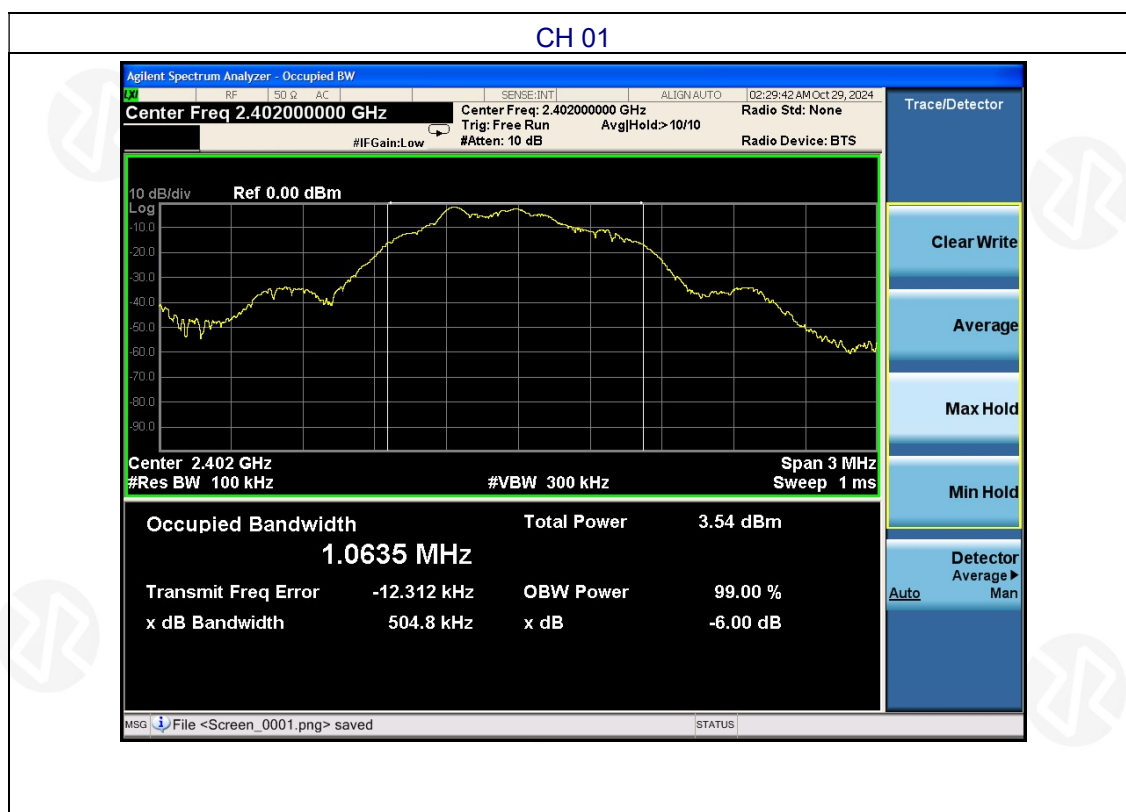 CH 01
Agilent Spectrum Analyzer - Occupied BW
LXI RF 50 Ω AC SENSE:INT ALIGN AUTO 02:29:42 AM Oct 29, 2024
Center Freq 2.402000000 GHz
Center Freq: 2.402000000 GHz Radio Std: None
Trig: Free Run Avg|Hold:>10/10
#IFGain:Low #Atten: 10 dB Radio Device: BTS
10 dB/div Ref 0.00 dBm
Log
-10.0
-20.0
-30.0
-40.0
-50.0
-60.0
-70.0
-80.0
-90.0
Center 2.402 GHz Span 3 MHz
#Res BW 100 kHz #VBW 300 kHz Sweep 1 ms
Occupied Bandwidth Total Power 3.54 dBm
1.0635 MHz
Transmit Freq Error -12.312 kHz OBW Power 99.00 %
x dB Bandwidth 504.8 kHz x dB -6.00 dB
MSG File <Screen_0001.png> saved STATUS
Trace/Detector
Clear Write
Average
Max Hold
Min Hold
Detector
Average
Auto Man